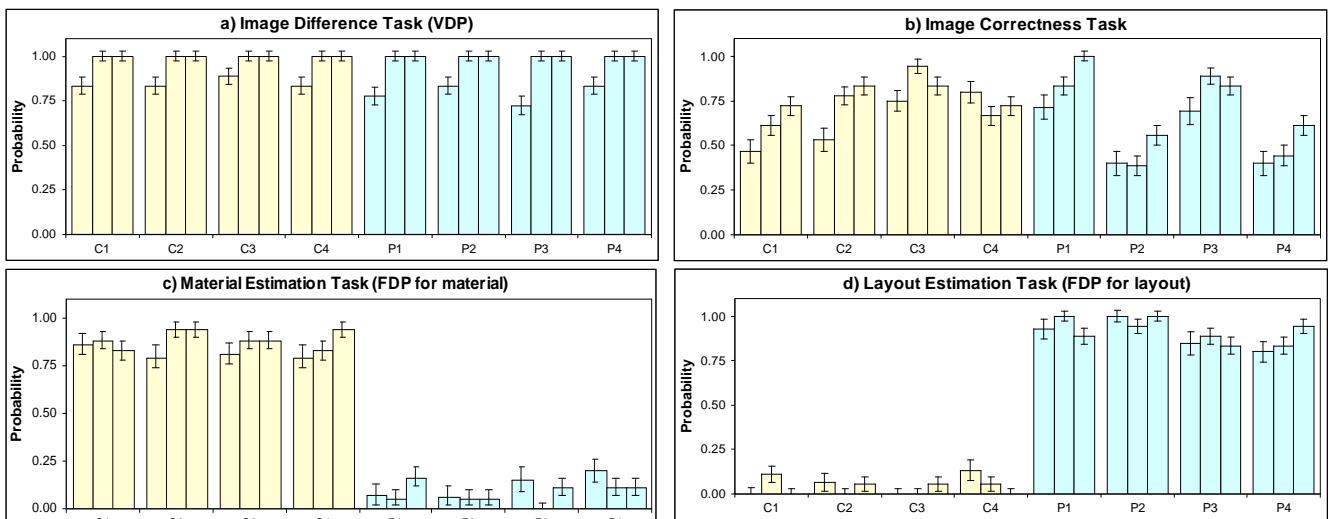 a) Image Difference Task (VDP)
Probability
1.00
0.75
0.50
0.25
0.00
C1 C2 C3 C4 P1 P2 P3 P4
b) Image Correctness Task
Probability
1.00
0.75
0.50
0.25
0.00
C1 C2 C3 C4 P1 P2 P3 P4
c) Material Estimation Task (FDP for material)
Probability
1.00
0.75
0.50
0.25
0.00
d) Layout Estimation Task (FDP for layout)
Probability
1.00
0.75
0.50
0.25
0.00
C1 C2 C3 C4 P1 P2 P3 P4